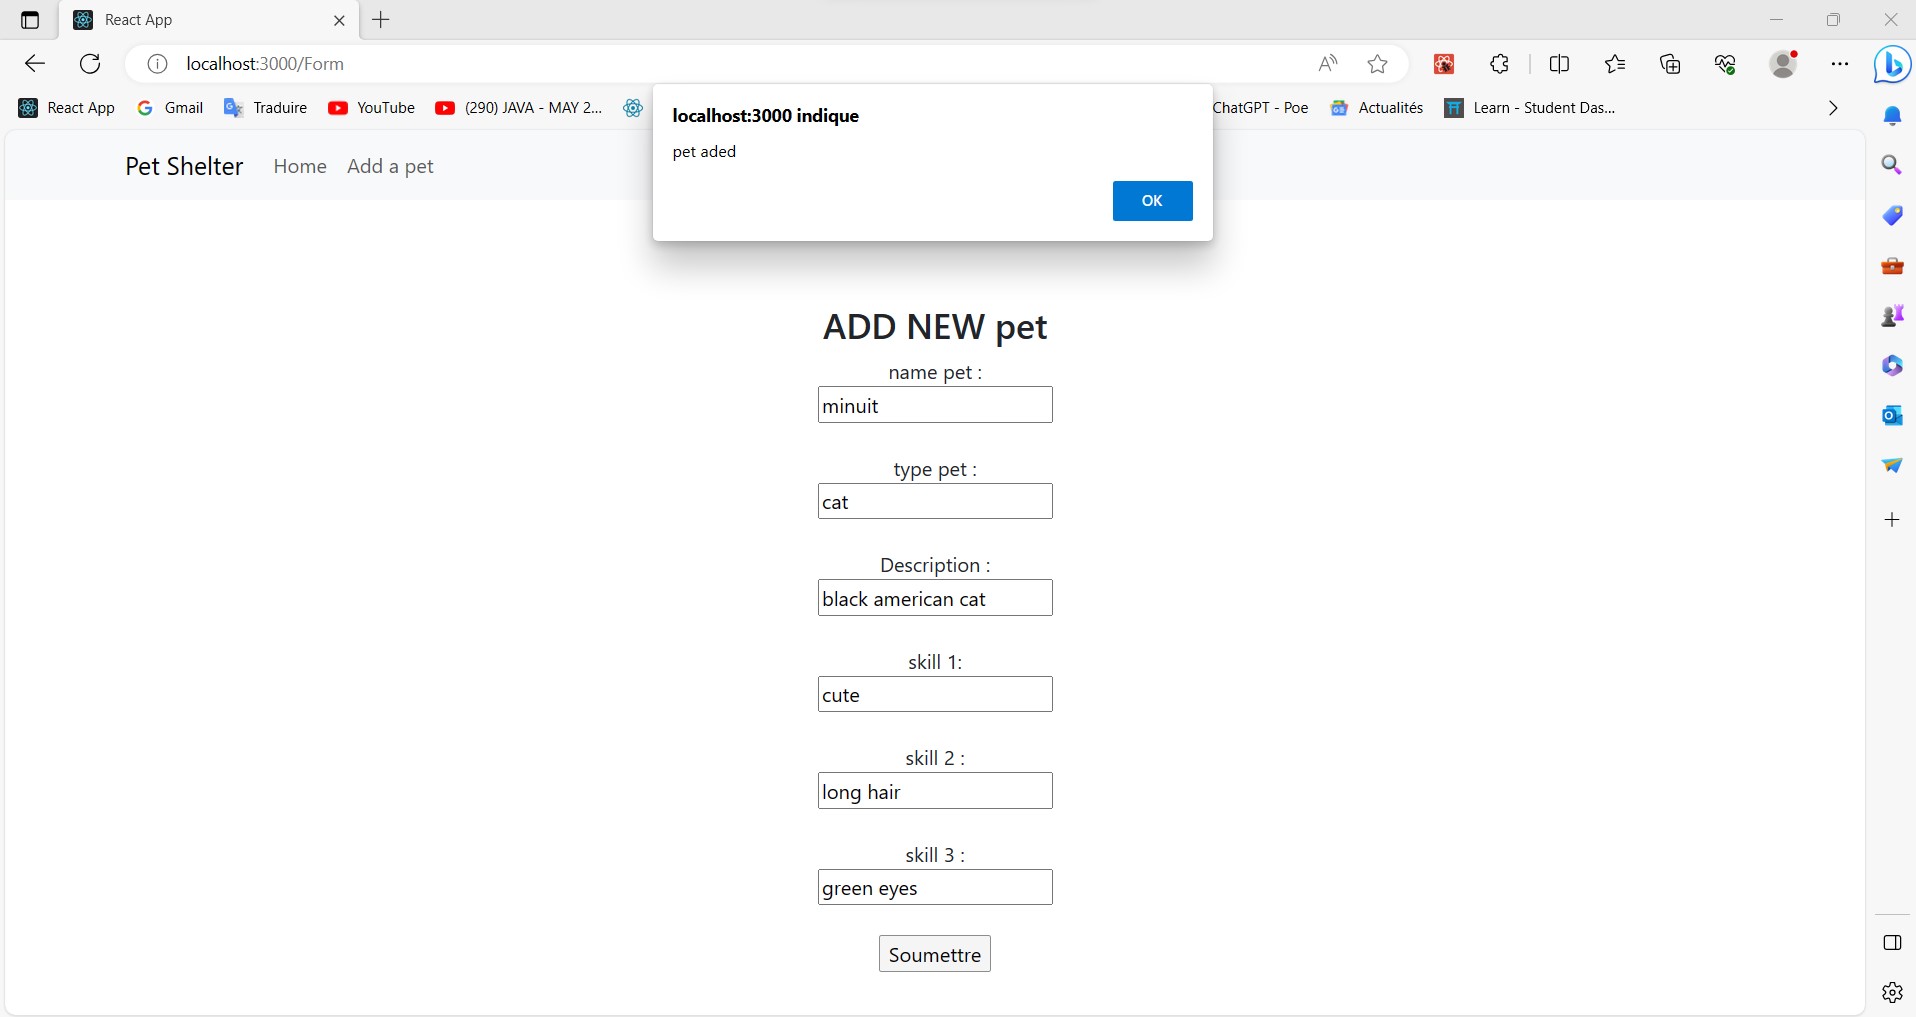 React App
localhost:3000/Form
React App
Gmail
Traduire
YouTube
(290) JAVA - MAY 2...
ChatGPT - Poe
Actualités
Learn - Student Das...
localhost:3000 indique
pet aded
OK
Pet Shelter
Home
Add a pet
ADD NEW pet
name pet :
minuit
type pet :
cat
Description :
black american cat
skill 1:
cute
skill 2 :
long hair
skill 3 :
green eyes
Soumettre